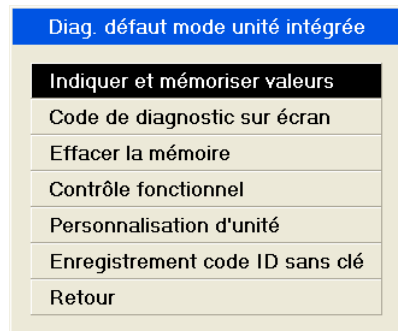 Diag. défaut mode unité intégrée
Indiquer et mémoriser valeurs
Code de diagnostic sur écran
Effacer la mémoire
Contrôle fonctionnel
Personnalisation d'unité
Enregistrement code ID sans clé
Retour